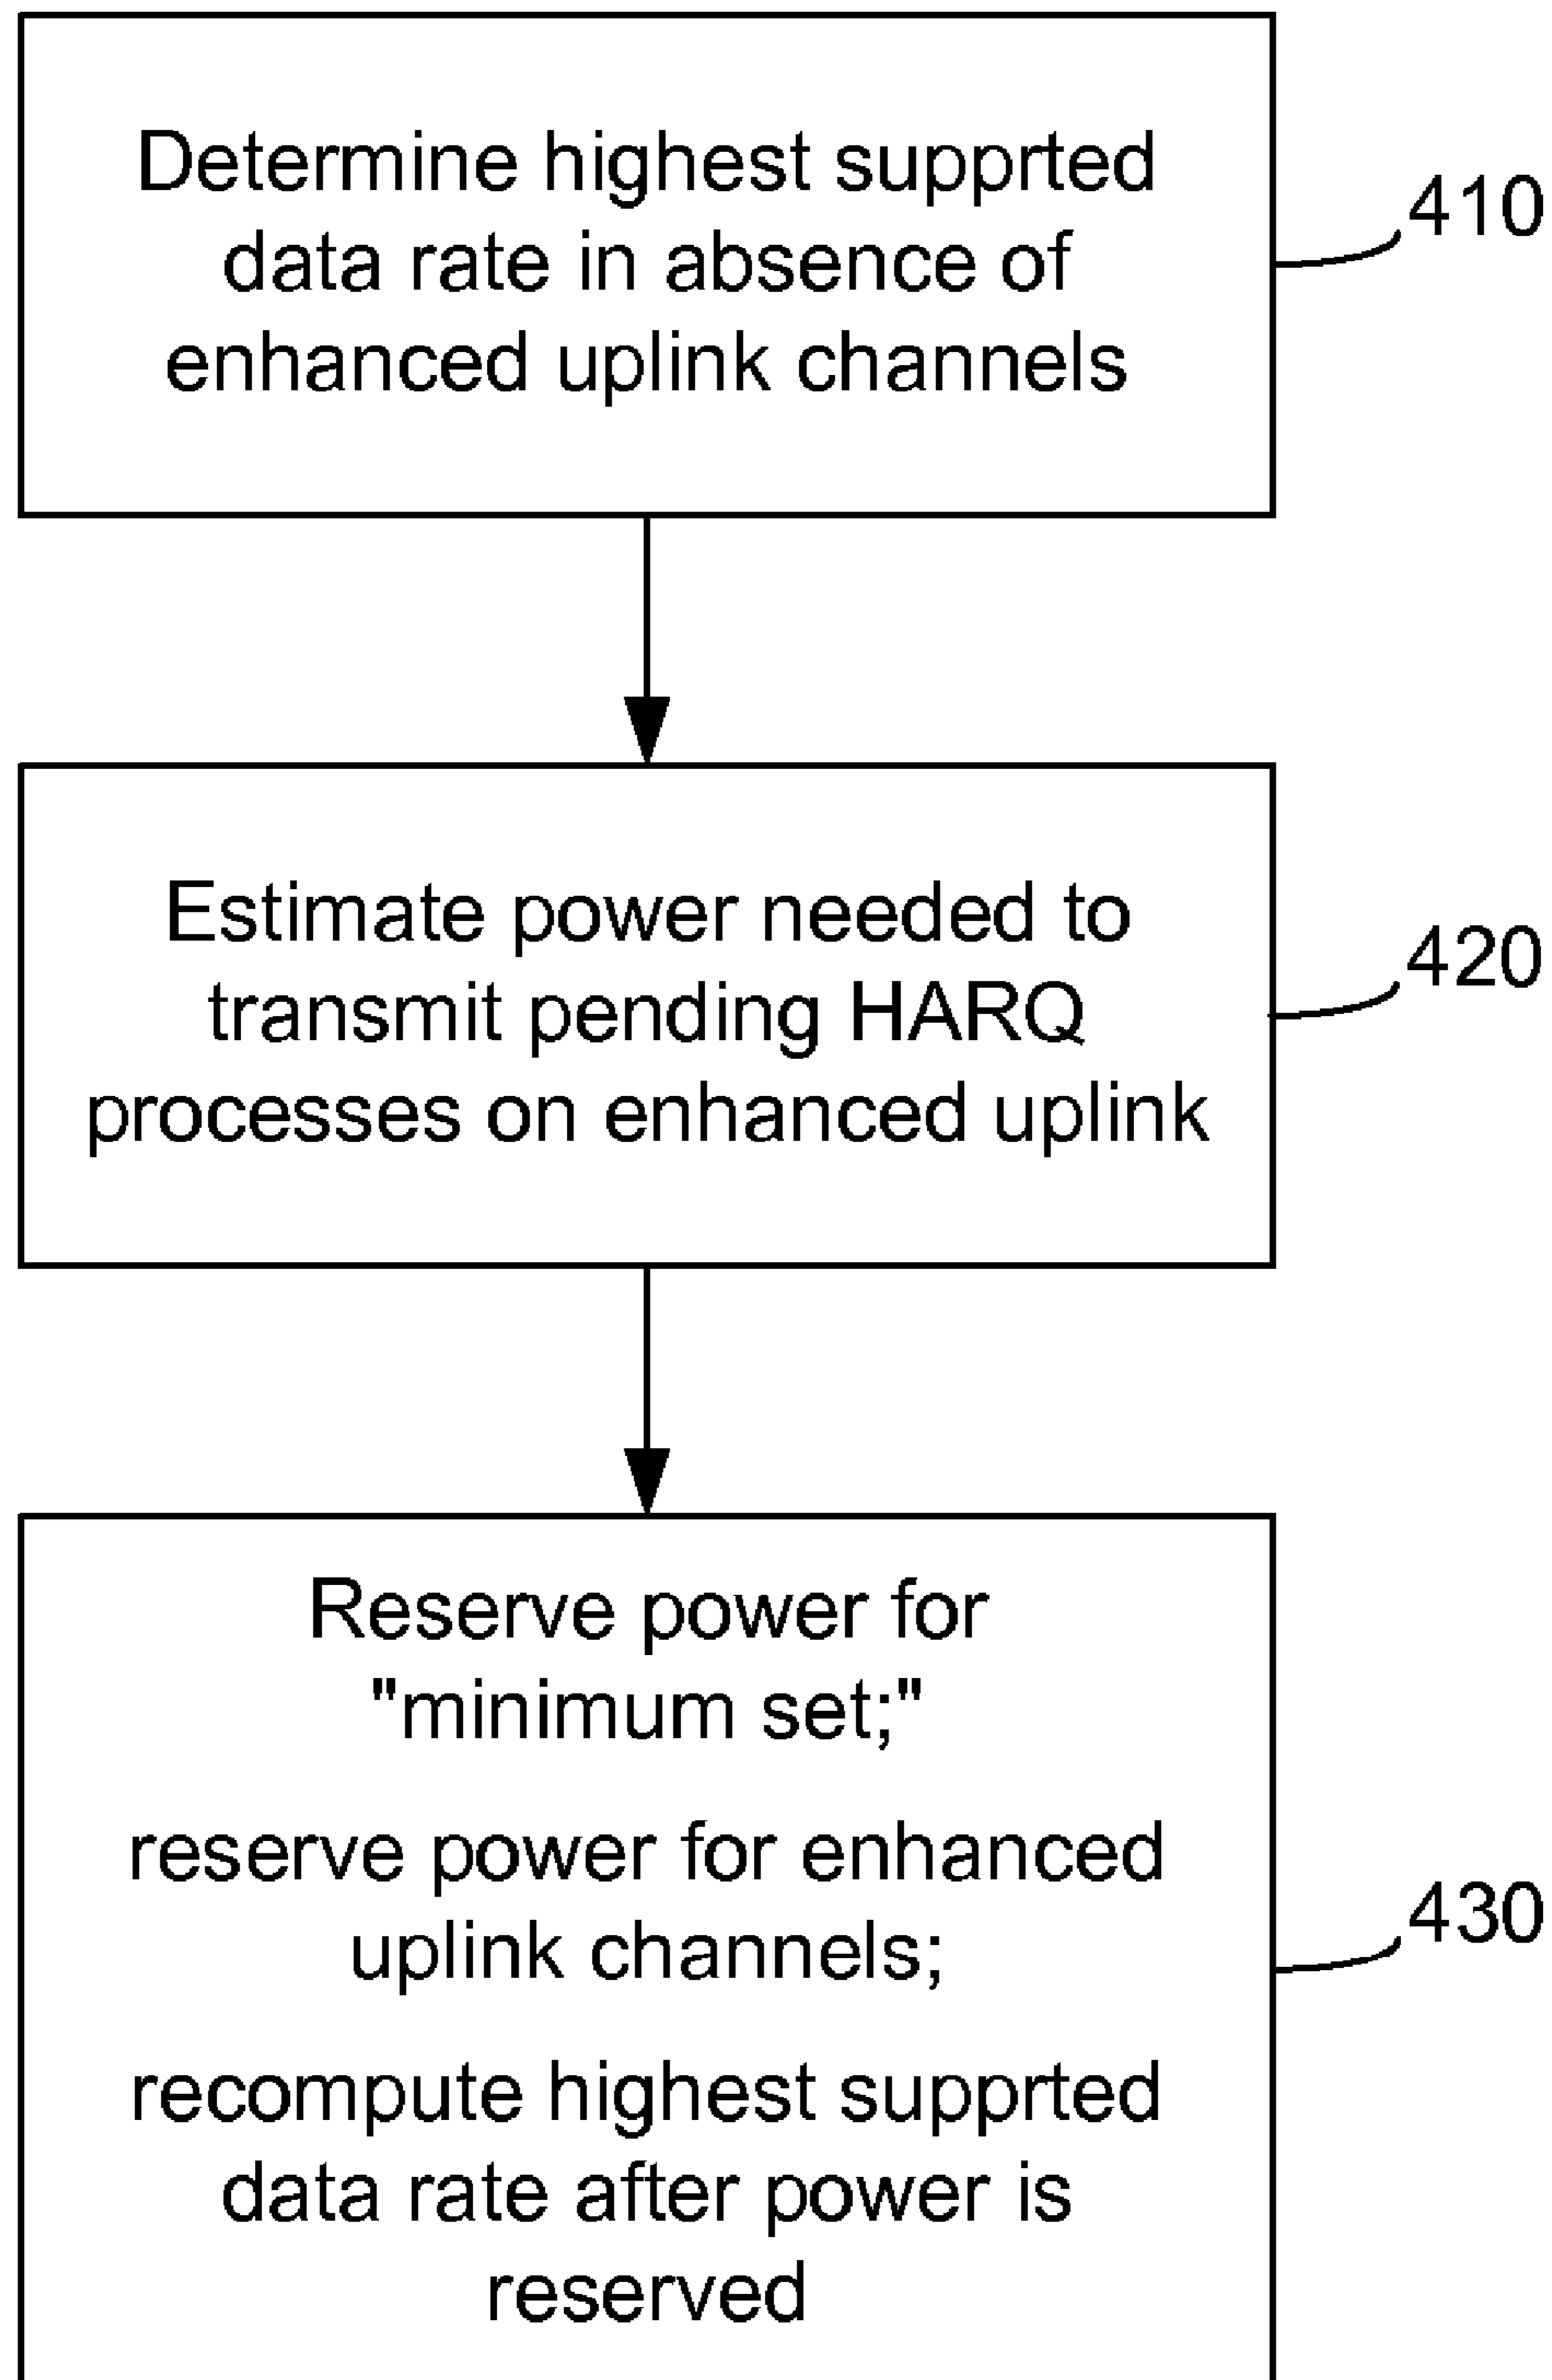 Determine highest supprted
data rate in absence of
enhanced uplink channels
410
Estimate power needed to
transmit pending HARQ
processes on enhanced uplink
420
Reserve power for
"minimum set;"
reserve power for enhanced
uplink channels;
recompute highest supprted
data rate after power is
reserved
430